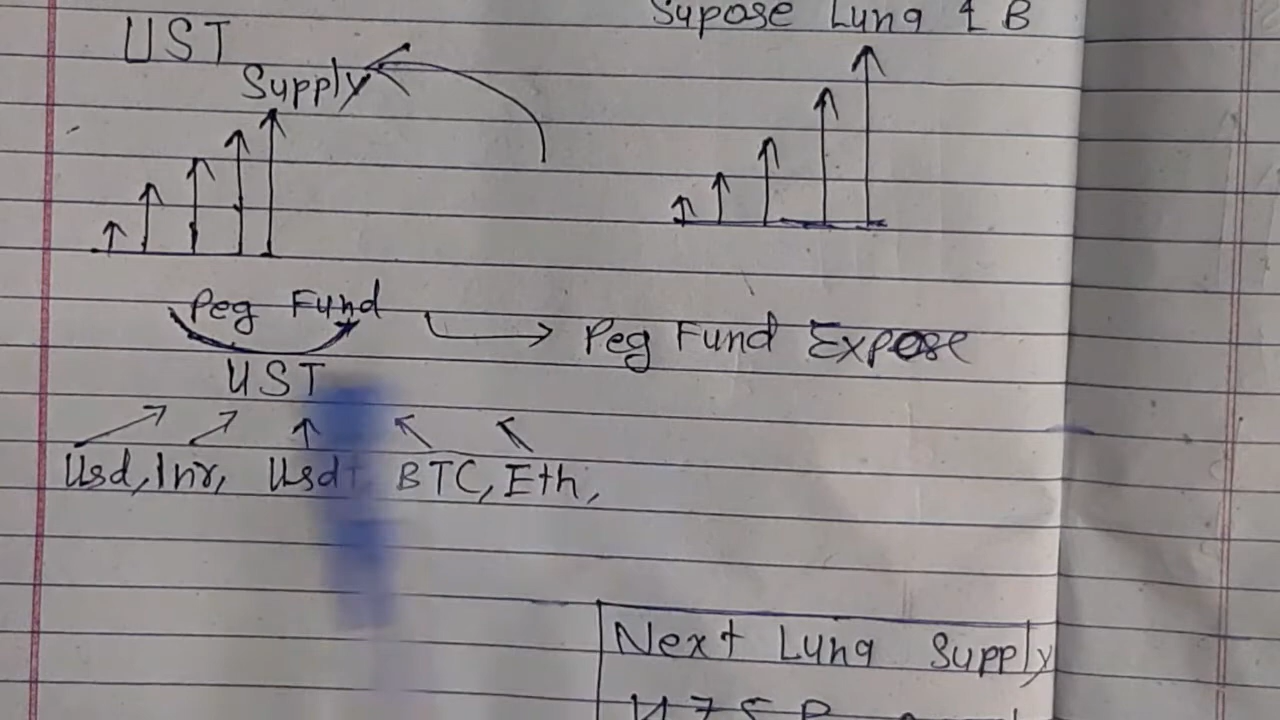 Supose Luna 1 B
UST
Supply
Peg Fund
Peg Fund Expose
UST
Usd, Inr, Usdt BTC, Eth,
Next Luna Supply